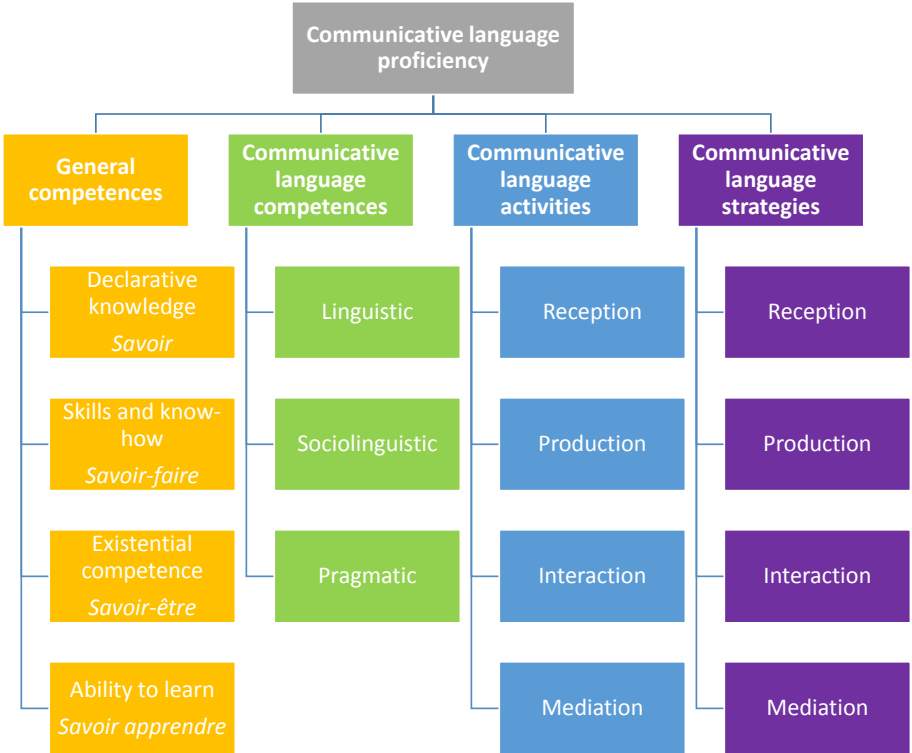 Communicative language
proficiency
General
competences
Declarative
knowledge
Savoir
Skills and know-
how
Savoir-faire
Existential
competence
Savoir-être
Ability to learn
Savoir apprendre
Communicative
language
competences
Linguistic
Sociolinguistic
Pragmatic
Communicative
language
activities
Reception
Production
Interaction
Mediation
Communicative
language
strategies
Reception
Production
Interaction
Mediation